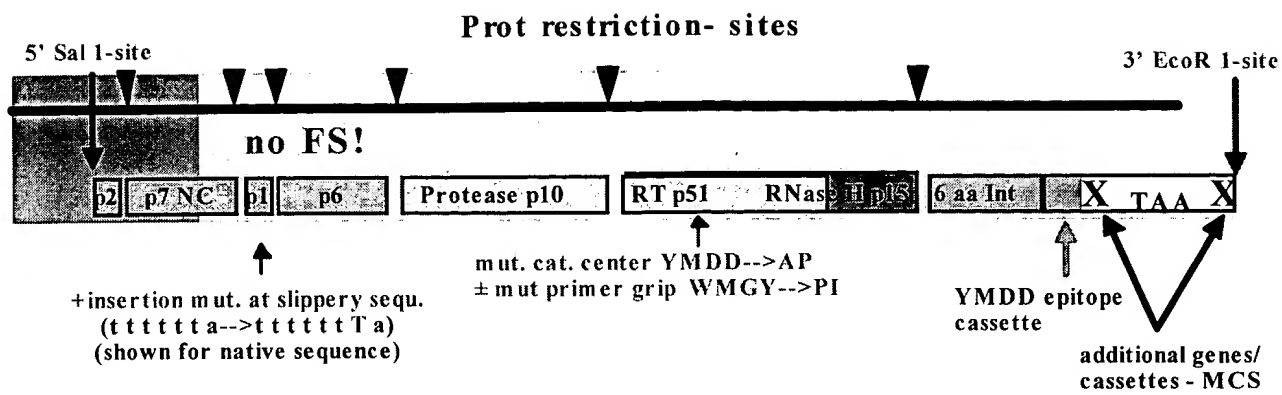 Prot restriction- sites
5' Sal 1-site
3' EcoR 1-site
no FS!
p2 p7 NC p1 p6 Protease p10 RT p51 RNase H p15 6 aa Int X TAA X
mut. cat. center YMDD-->AP
± mut primer grip WMGY-->PI
+insertion mut. at slippery sequ.
(t t t t t t a-->t t t t t t T a)
(shown for native sequence)
YMDD epitope
cassette
additional genes/
cassettes - MCS